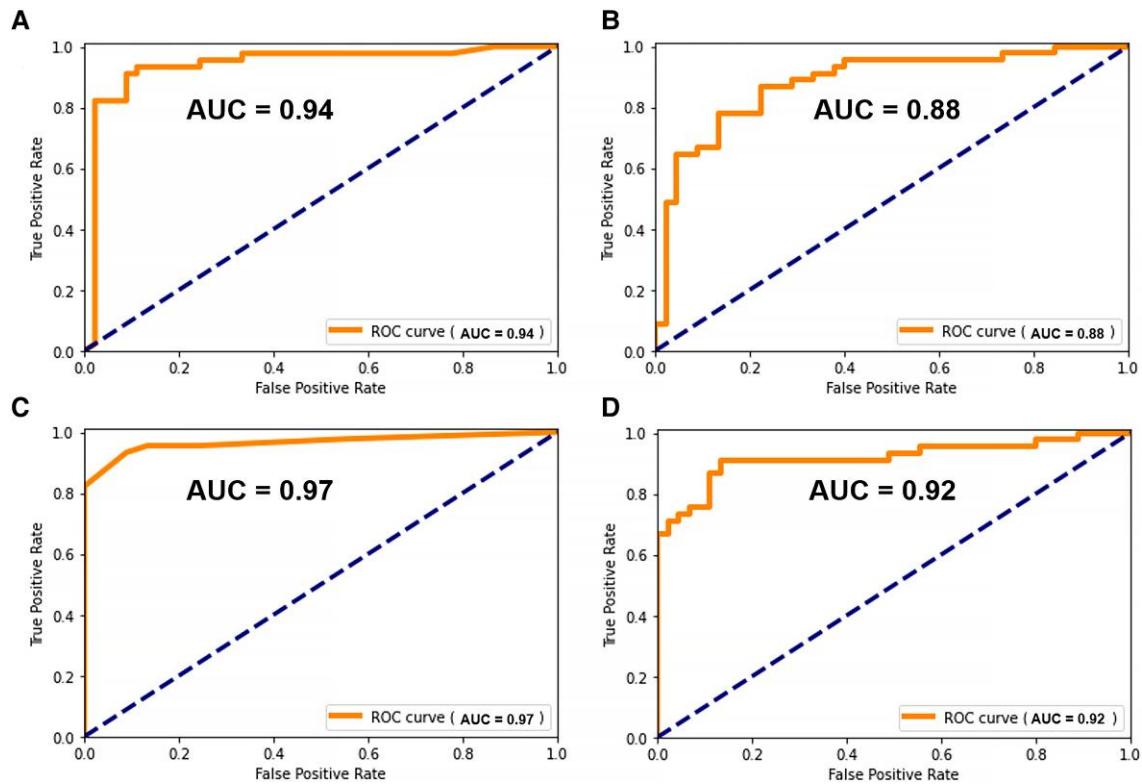 A
1.0
0.8
0.6
0.4
0.2
0.0
True Positive Rate
AUC = 0.94
ROC curve ( AUC = 0.94 )
0.0 0.2 0.4 0.6 0.8 1.0
False Positive Rate
B
1.0
0.8
0.6
0.4
0.2
0.0
True Positive Rate
AUC = 0.88
ROC curve ( AUC = 0.88 )
0.0 0.2 0.4 0.6 0.8 1.0
False Positive Rate
C
1.0
0.8
0.6
0.4
0.2
0.0
True Positive Rate
AUC = 0.97
ROC curve ( AUC = 0.97 )
0.0 0.2 0.4 0.6 0.8 1.0
False Positive Rate
D
1.0
0.8
0.6
0.4
0.2
0.0
True Positive Rate
AUC = 0.92
ROC curve ( AUC = 0.92 )
0.0 0.2 0.4 0.6 0.8 1.0
False Positive Rate